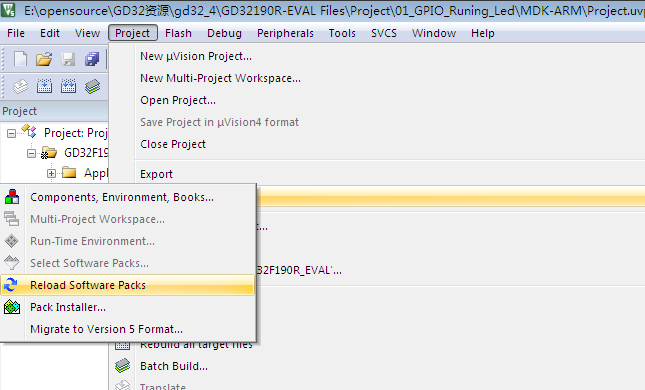 E:\opensource\GD32资源\gd32_4\GD32190R-EVAL Files\Project\01_GPIO_Runing_Led\MDK-ARM\Project.uvp
File Edit View Project Flash Debug Peripherals Tools SVCS Window Help
New µVision Project...
New Multi-Project Workspace...
Open Project...
Save Project in µVision4 format
Close Project
Export
Project
Project: Proj
GD32F19
Appl
Components, Environment, Books...
Multi-Project Workspace...
Run-Time Environment...
Select Software Packs...
Reload Software Packs
Pack Installer...
Migrate to Version 5 Format...
32F190R_EVAL'...
Rebuild all target files
Batch Build...
Translate